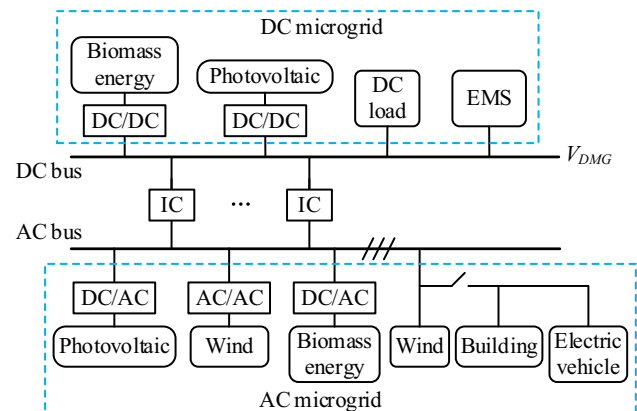 DC microgrid
Biomass
energy
Photovoltaic
DC
load
EMS
DC/DC
DC/DC
V_DMG
DC bus
IC
...
IC
AC bus
DC/AC
AC/AC
DC/AC
Photovoltaic
Wind
Biomass
energy
Wind
Building
Electric
vehicle
AC microgrid